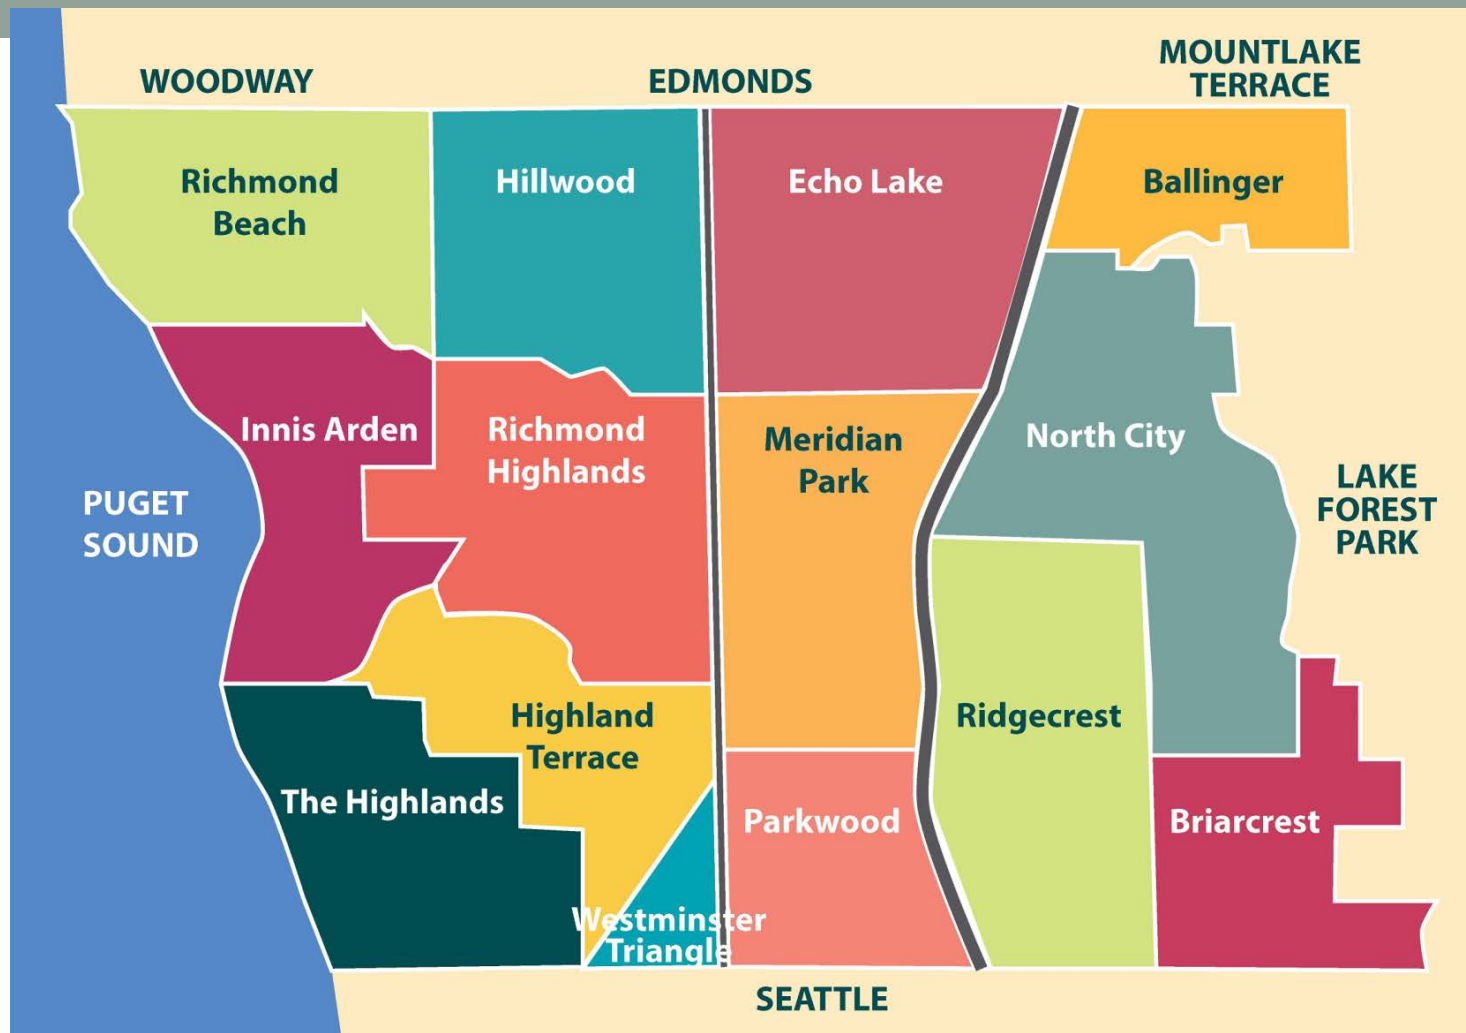 WOODWAY
EDMONDS
MOUNTLAKE
TERRACE
Richmond
Beach
Hillwood
Echo Lake
Ballinger
Innis Arden
Richmond
Highlands
Meridian
Park
North City
PUGET
SOUND
LAKE
FOREST
PARK
Highland
Terrace
Ridgecrest
The Highlands
Parkwood
Briarcrest
Westminster
Triangle
SEATTLE